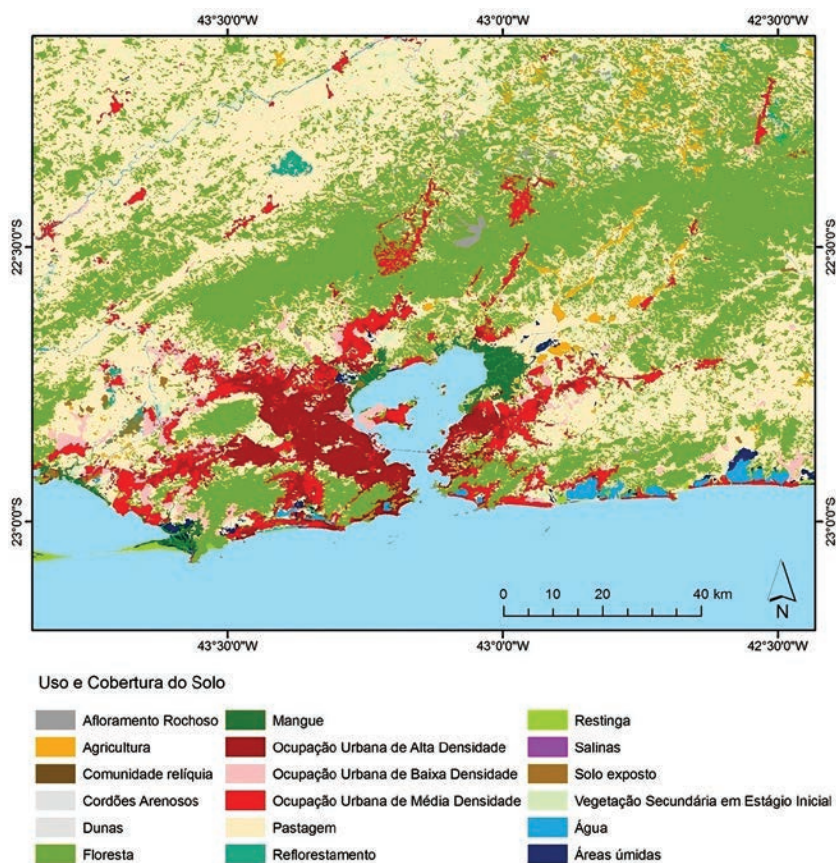 43°30'0"W 43°0'0"W 42°30'0"W
22°30'0"S 22°30'0"S
23°0'0"S 23°0'0"S
0 10 20 40 km
N
43°30'0"W 43°0'0"W 42°30'0"W
Uso e Cobertura do Solo
Afloramento Rochoso Mangue Restinga
Agricultura Ocupação Urbana de Alta Densidade Salinas
Comunidade relíquia Ocupação Urbana de Baixa Densidade Solo exposto
Cordões Arenosos Ocupação Urbana de Média Densidade Vegetação Secundária em Estágio Inicial
Dunas Pastagem Água
Floresta Reflorestamento Áreas úmidas